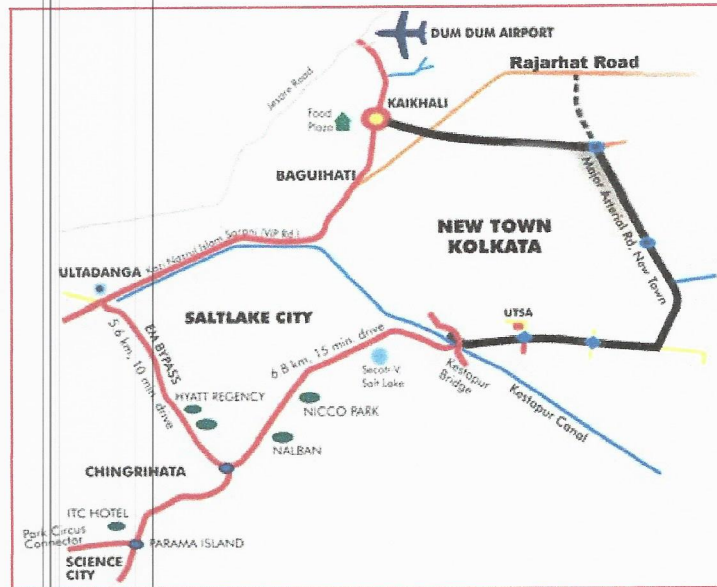 DUM DUM AIRPORT
Rajarhat Road
Jessore Road
KAIKHALI
Food
Plaza
BAGUIHATI
Major Arterial Rd. New Town
NEW TOWN
KOLKATA
Kazi Nazrul Islam Sarani (VIP Rd.)
ULTADANGA
UTSA
SALTLAKE CITY
EM BYPASS
5.6 km, 10 min. drive
6.8 km, 15 min. drive
Kestopur
Bridge
Kestopur Canal
Salt Lake
HYATT REGENCY
NICCO PARK
NALBAN
CHINGRIHATA
ITC HOTEL
Park Circus
Connector
PARAMA ISLAND
SCIENCE
CITY